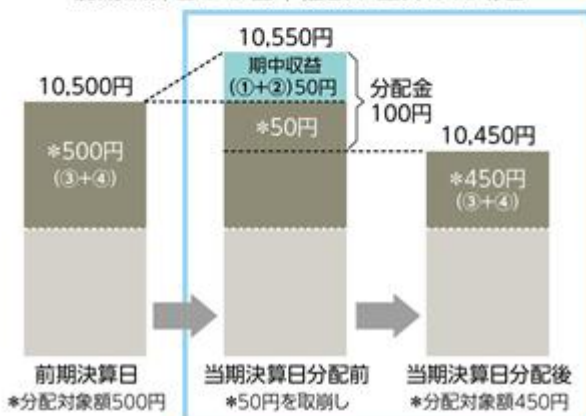 10,550円
期中収益
(①+②)50円
分配金
100円
10,500円
*500円
(③+④)
*50円
10,450円
*450円
(③+④)
前期決算日
*分配対象額500円
当期決算日分配前
*50円を取崩し
当期決算日分配後
*分配対象額450円